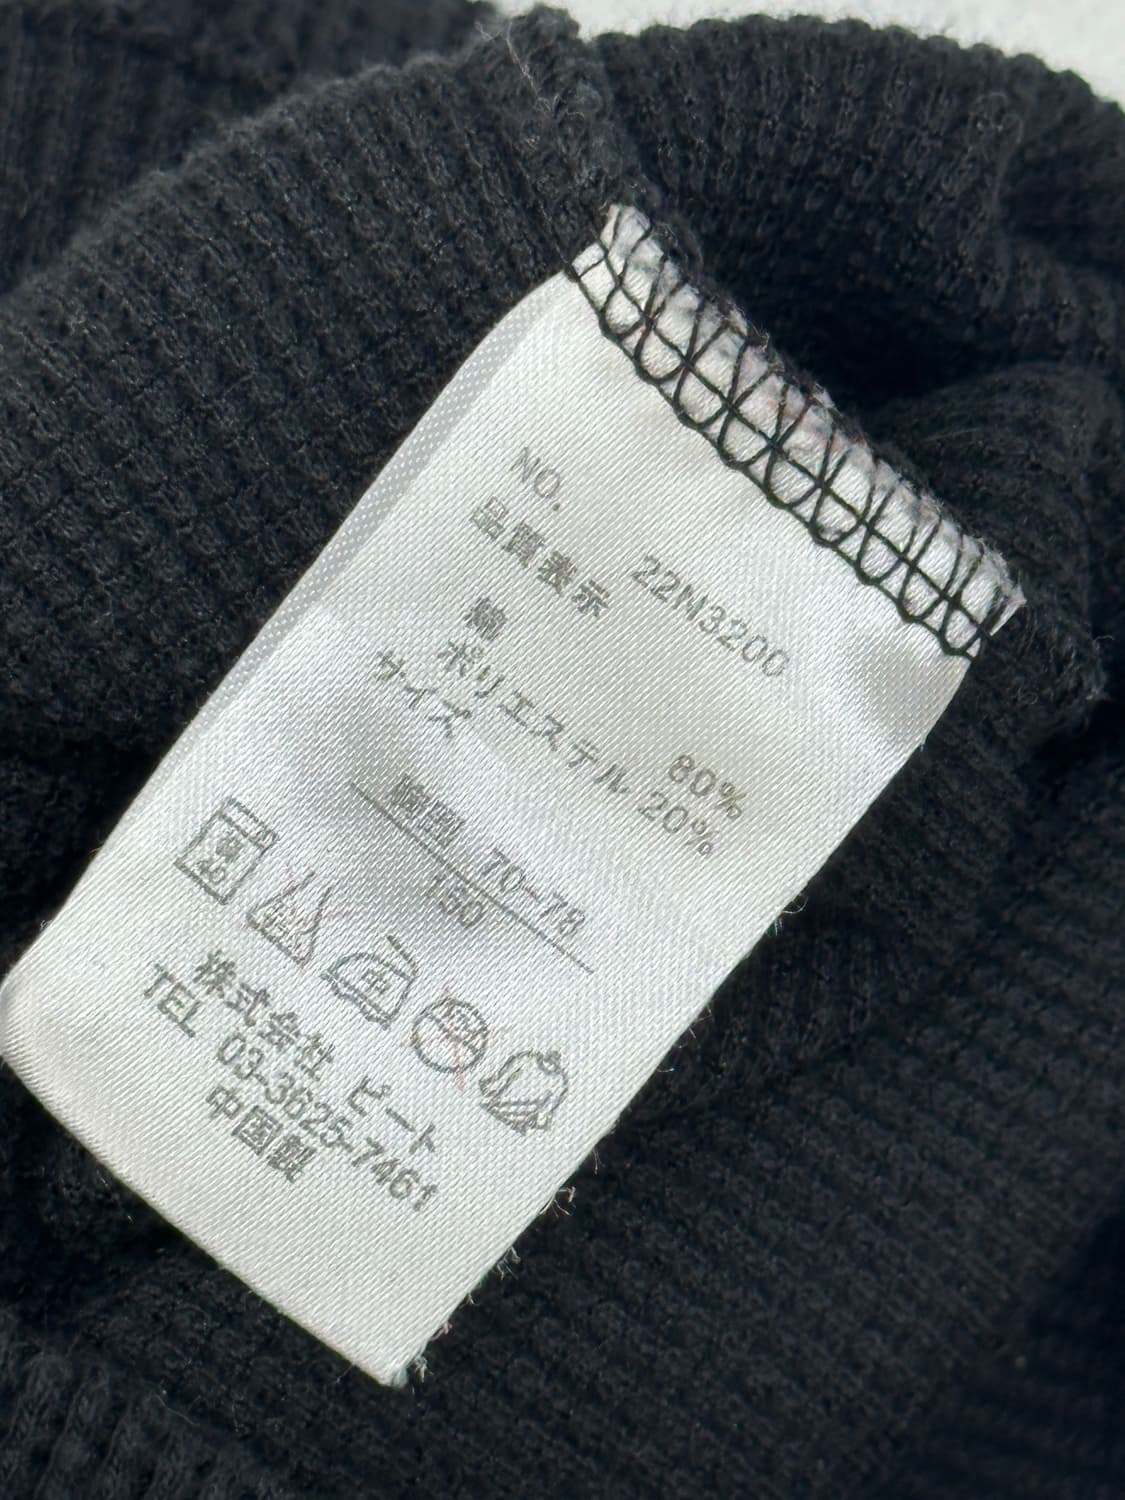 NO. 22N3200
品質表示
綿 80%
ポリエステル 20%
サイズ
胸囲 70-78
150
株式会社 ピート
TEL 03-3625-7461
中国製